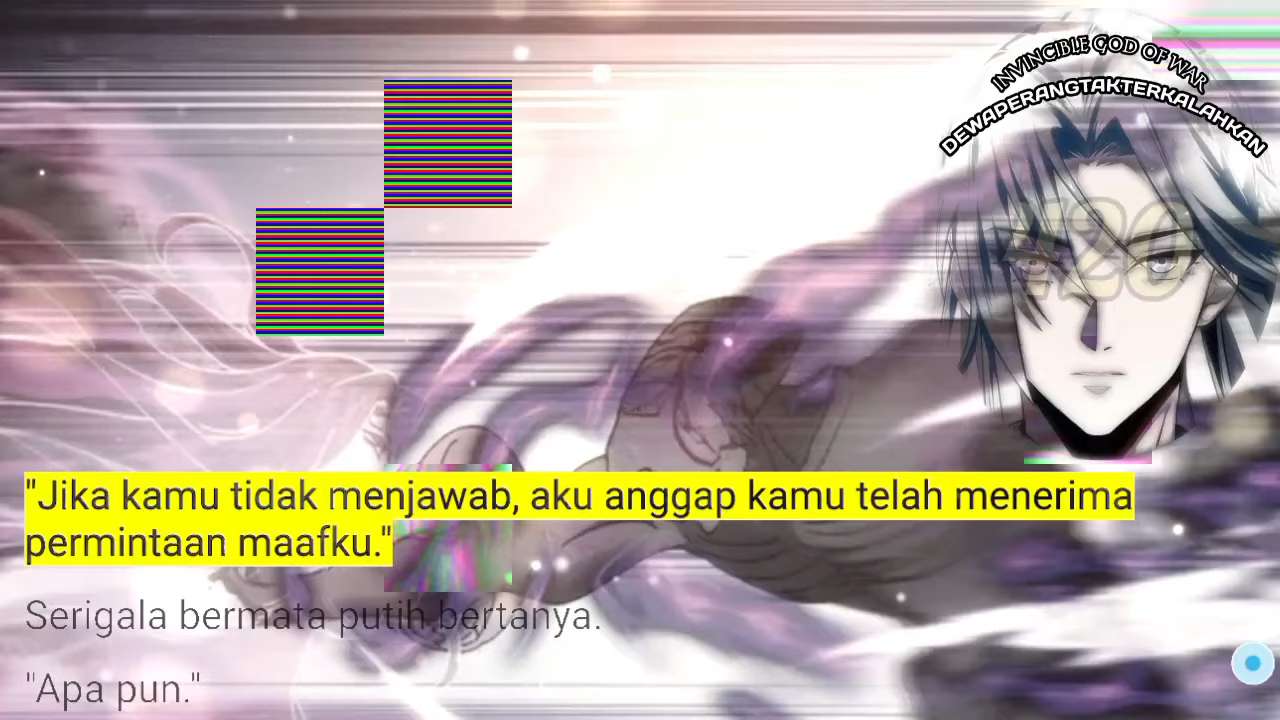 INVINCIBLE GOD OF WAR
DEWAPERANGTAKTERKALAHKAN
#20
"Jika kamu tidak menjawab, aku anggap kamu telah menerima
permintaan maafku."
Serigala bermata putih bertanya.
"Apa pun."